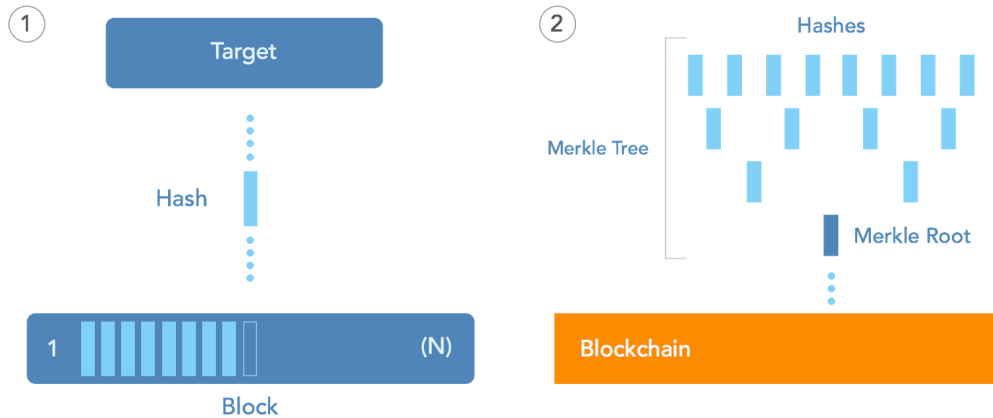 1
Target
Hash
1
(N)
Block
2
Hashes
Merkle Tree
Merkle Root
Blockchain